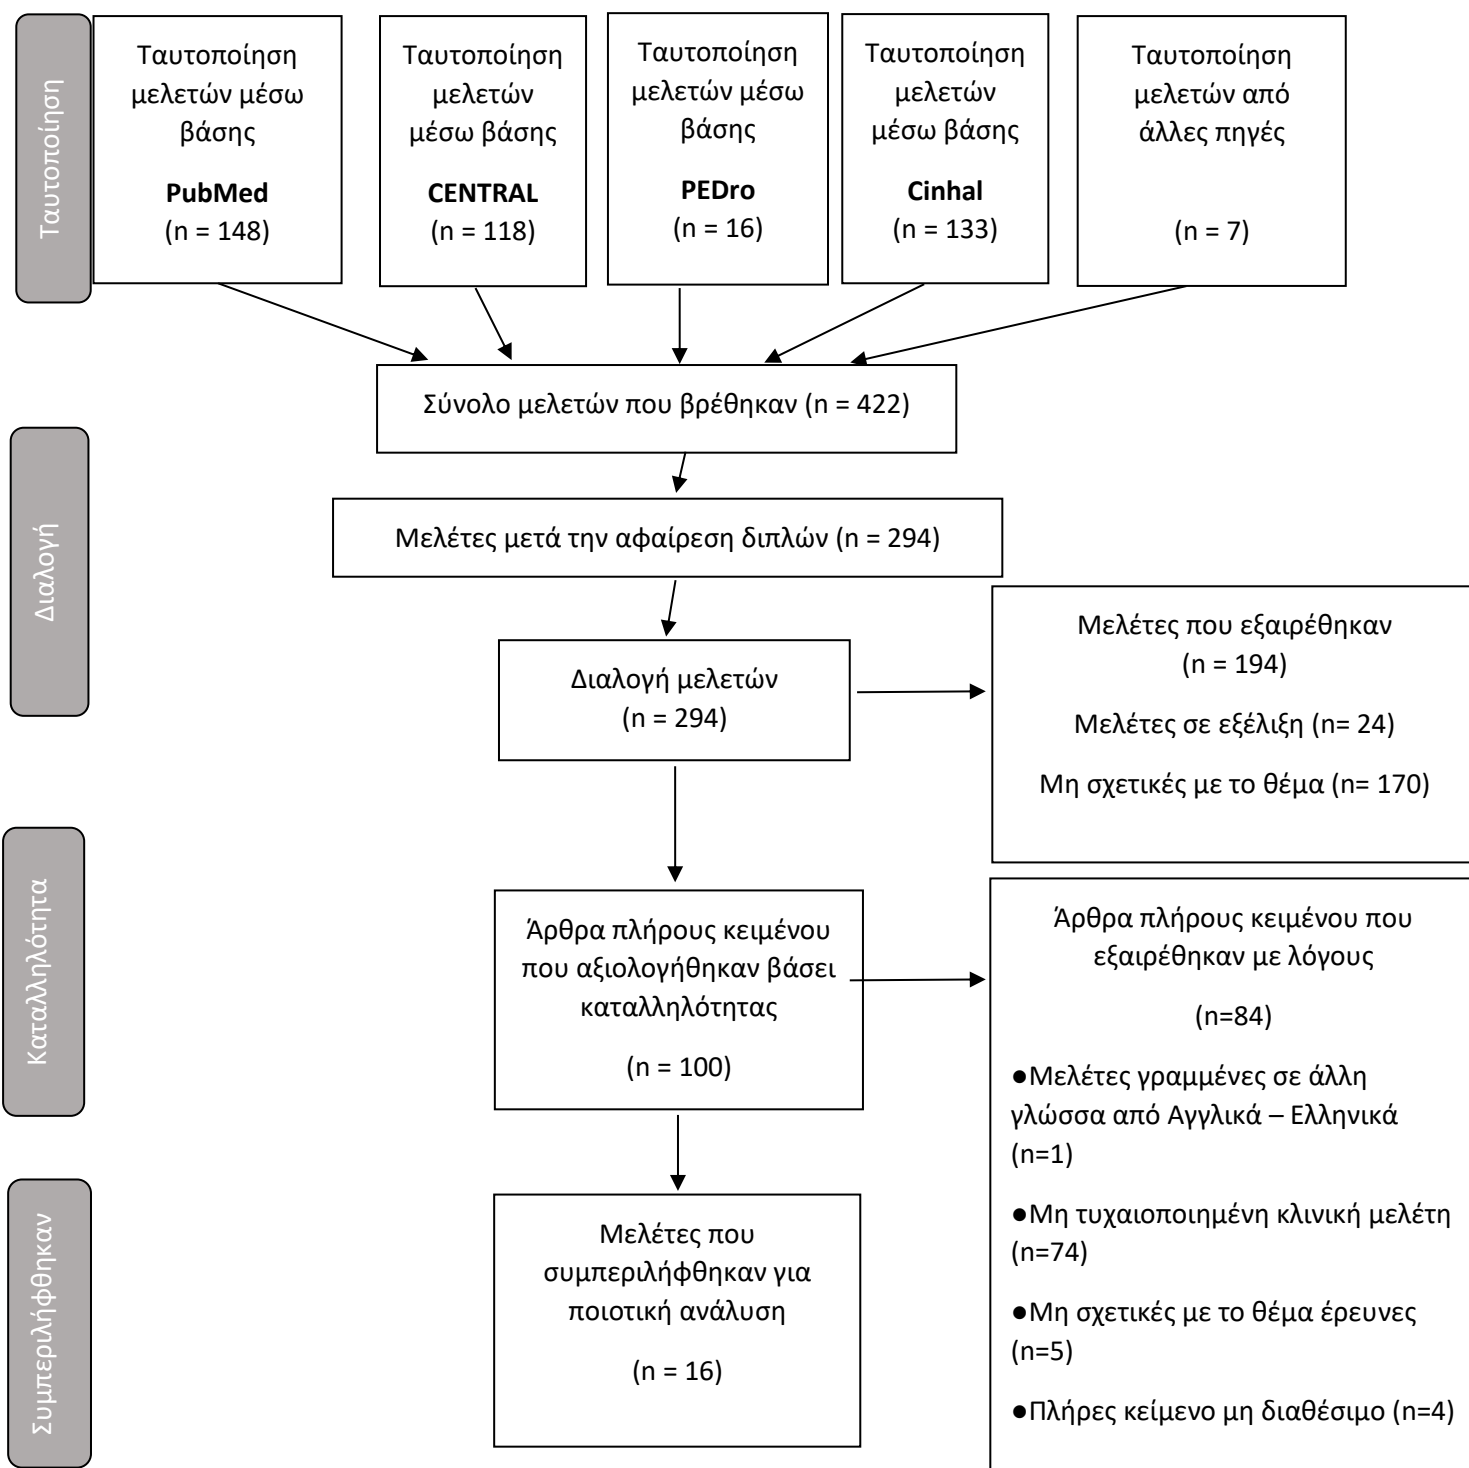 Ταυτοποίηση
Ταυτοποίηση
μελετών μέσω
βάσης
PubMed
(n = 148)
Ταυτοποίηση
μελετών
μέσω βάσης
CENTRAL
(n = 118)
Ταυτοποίηση
μελετών μέσω
βάσης
PEDro
(n = 16)
Ταυτοποίηση
μελετών
μέσω βάσης
Cinhal
(n = 133)
Ταυτοποίηση
μελετών από
άλλες πηγές
(n = 7)
Σύνολο μελετών που βρέθηκαν (n = 422)
Διαλογή
Μελέτες μετά την αφαίρεση διπλών (n = 294)
Διαλογή μελετών
(n = 294)
Μελέτες που εξαιρέθηκαν
(n = 194)
Μελέτες σε εξέλιξη (n= 24)
Μη σχετικές με το θέμα (n= 170)
Καταλληλότητα
Άρθρα πλήρους κειμένου
που αξιολογήθηκαν βάσει
καταλληλότητας
(n = 100)
Άρθρα πλήρους κειμένου που
εξαιρέθηκαν με λόγους
(n=84)
●Μελέτες γραμμένες σε άλλη
γλώσσα από Αγγλικά – Ελληνικά
(n=1)
●Μη τυχαιοποιημένη κλινική μελέτη
(n=74)
●Μη σχετικές με το θέμα έρευνες
(n=5)
●Πλήρες κείμενο μη διαθέσιμο (n=4)
Συμπεριλήφθηκαν
Μελέτες που
συμπεριλήφθηκαν για
ποιοτική ανάλυση
(n = 16)